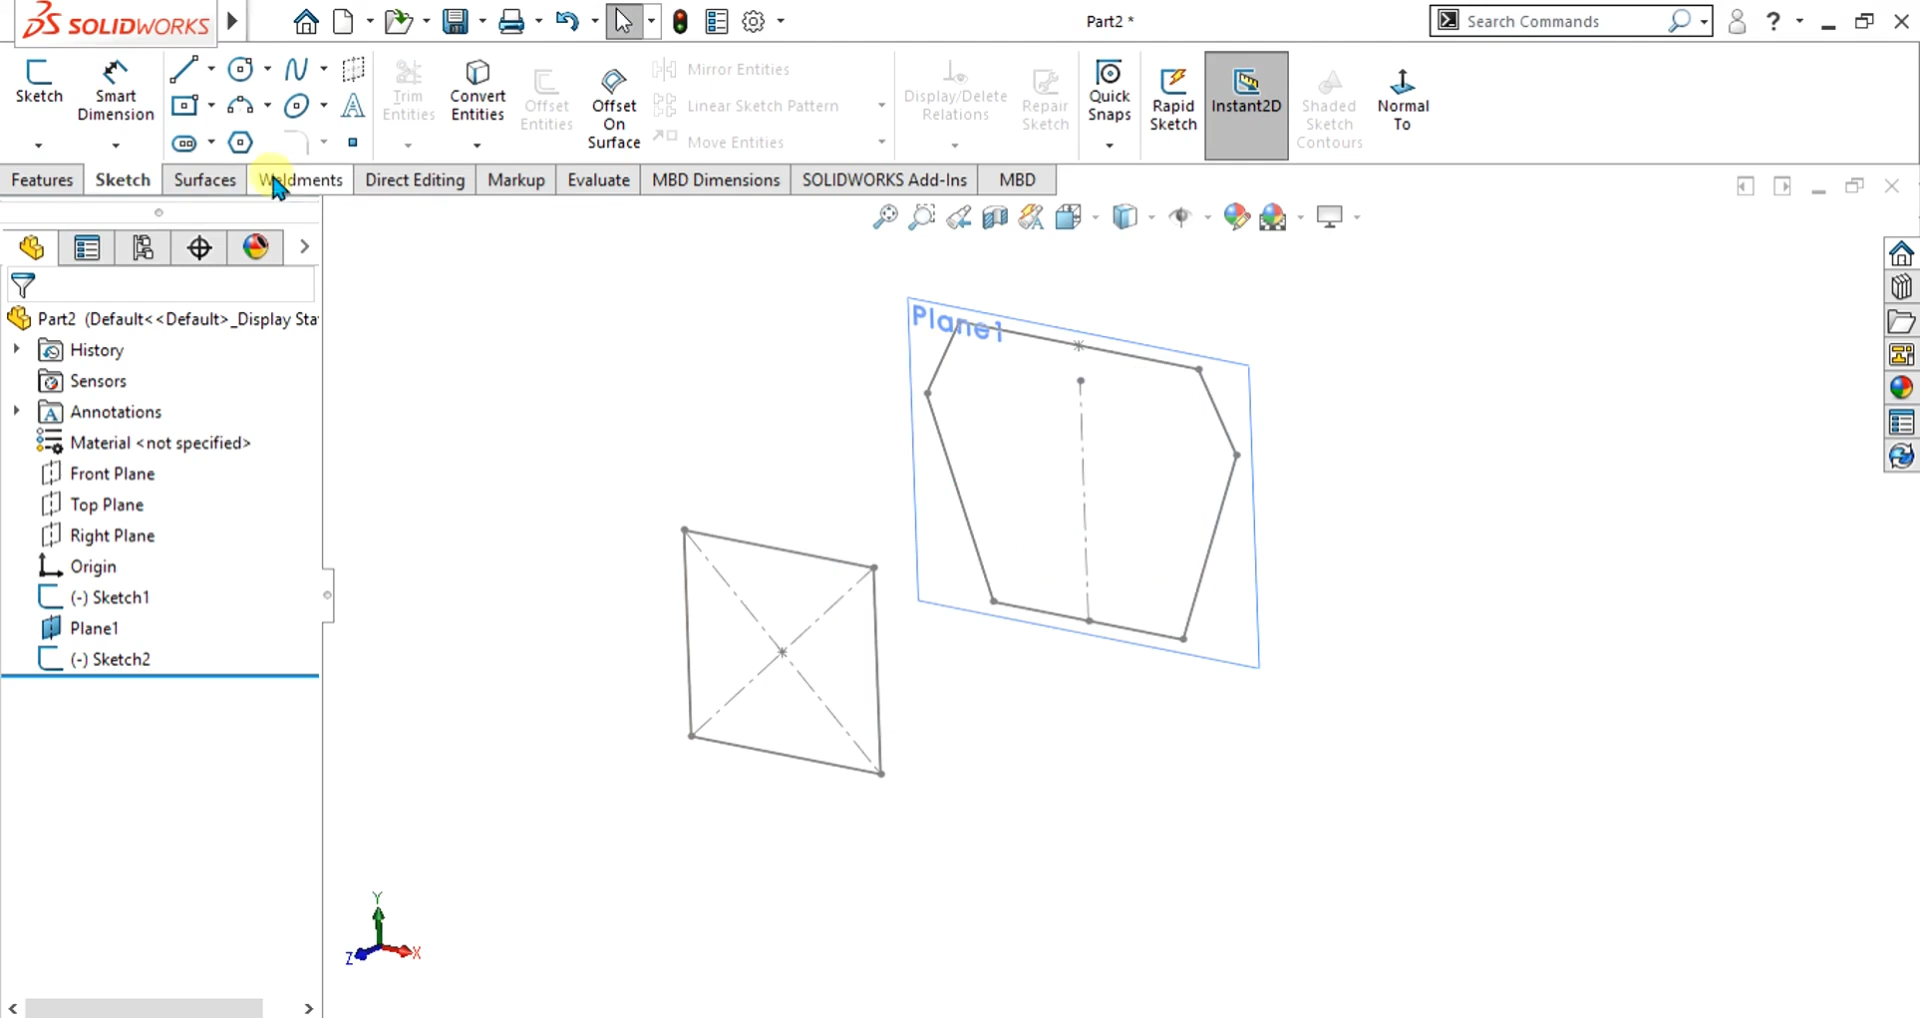 SOLIDWORKS
Part2 *
Search Commands
?
Sketch
Smart
Dimension
Trim
Entities
Convert
Entities
Offset
Entities
Offset
On
Surface
Mirror Entities
Linear Sketch Pattern
Move Entities
Display/Delete
Relations
Repair
Sketch
Quick
Snaps
Rapid
Sketch
Instant2D
Shaded
Sketch
Contours
Normal
To
Features
Sketch
Surfaces
Weldments
Direct Editing
Markup
Evaluate
MBD Dimensions
SOLIDWORKS Add-Ins
MBD
Part2 (Default<<Default>_Display Sta
History
Sensors
Annotations
Material <not specified>
Front Plane
Top Plane
Right Plane
Origin
(-) Sketch1
Plane1
(-) Sketch2
Plane1
Y
Z
X